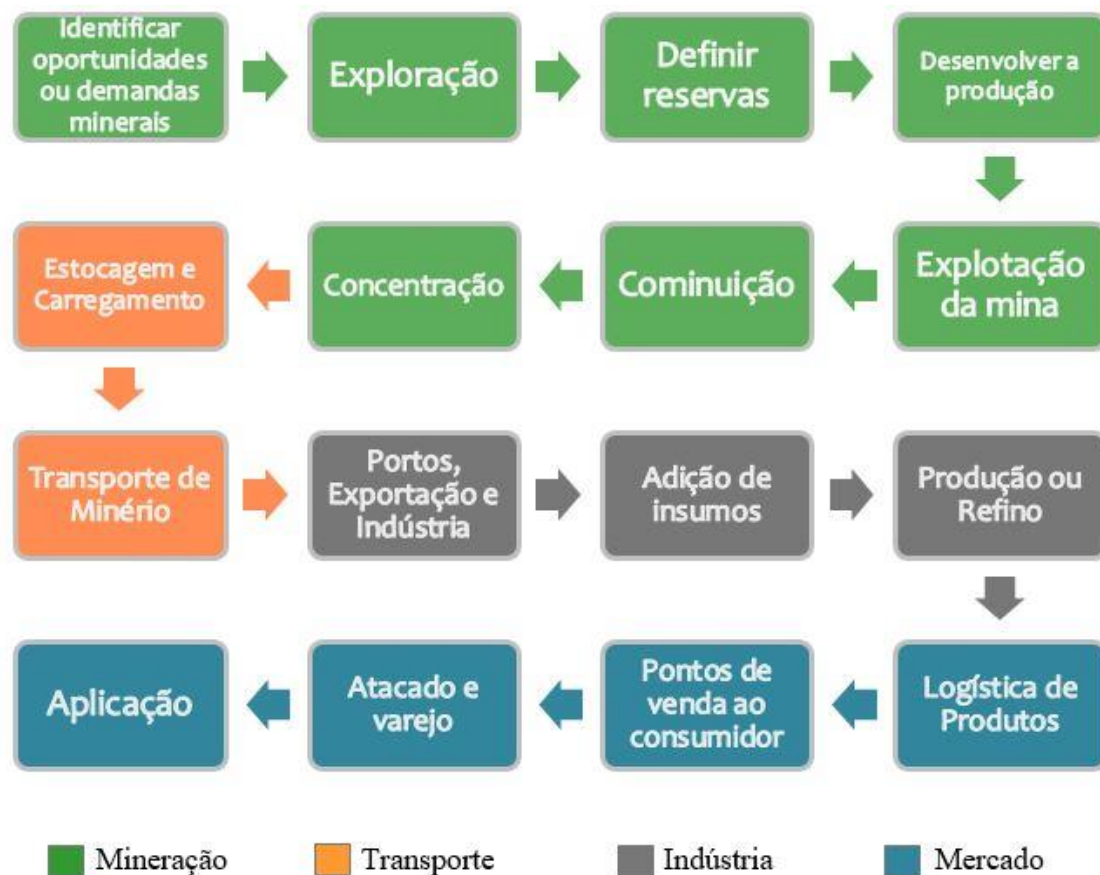 Identificar
oportunidades
ou demandas
minerais
Exploração
Definir
reservas
Desenvolver a
produção
Estocagem e
Carregamento
Concentração
Cominuição
Explotação
da mina
Transporte de
Minério
Portos,
Exportação e
Indústria
Adição de
insumos
Produção ou
Refino
Aplicação
Atacado e
varejo
Pontos de
venda ao
consumidor
Logística de
Produtos
Mineração
Transporte
Indústria
Mercado